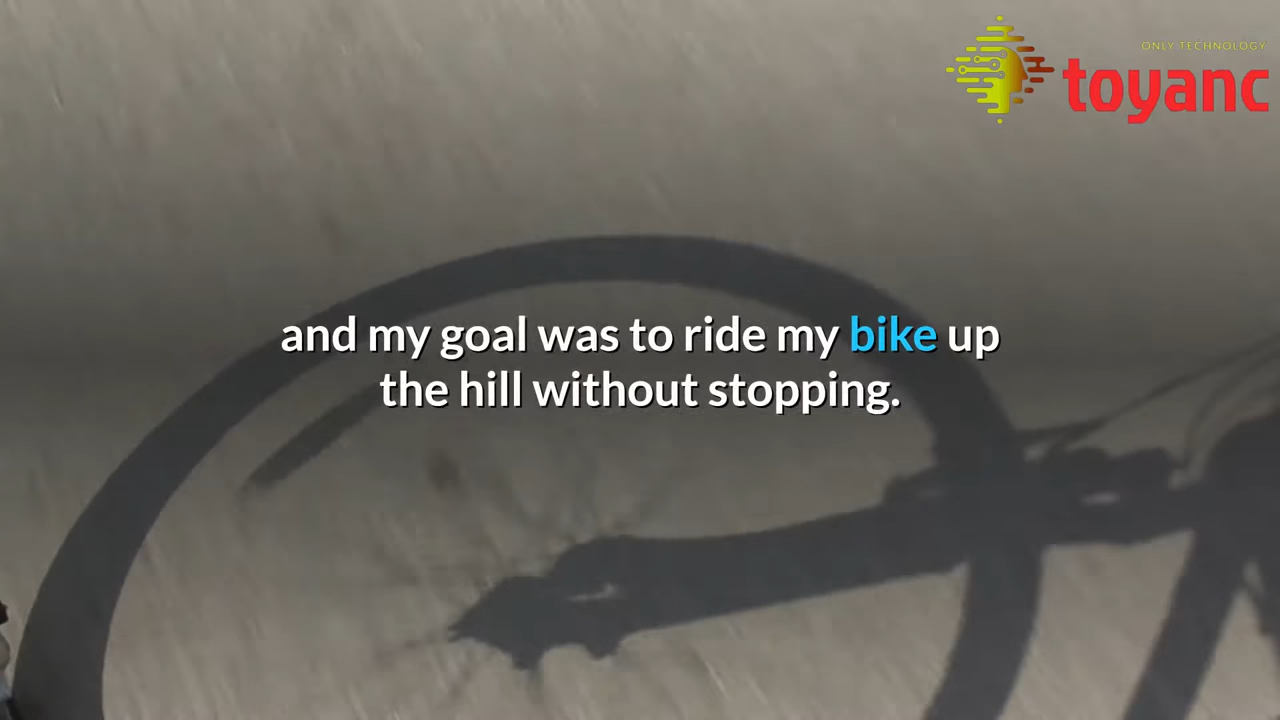 ONLY TECHNOLOGY
toyanc
and my goal was to ride my bike up
the hill without stopping.